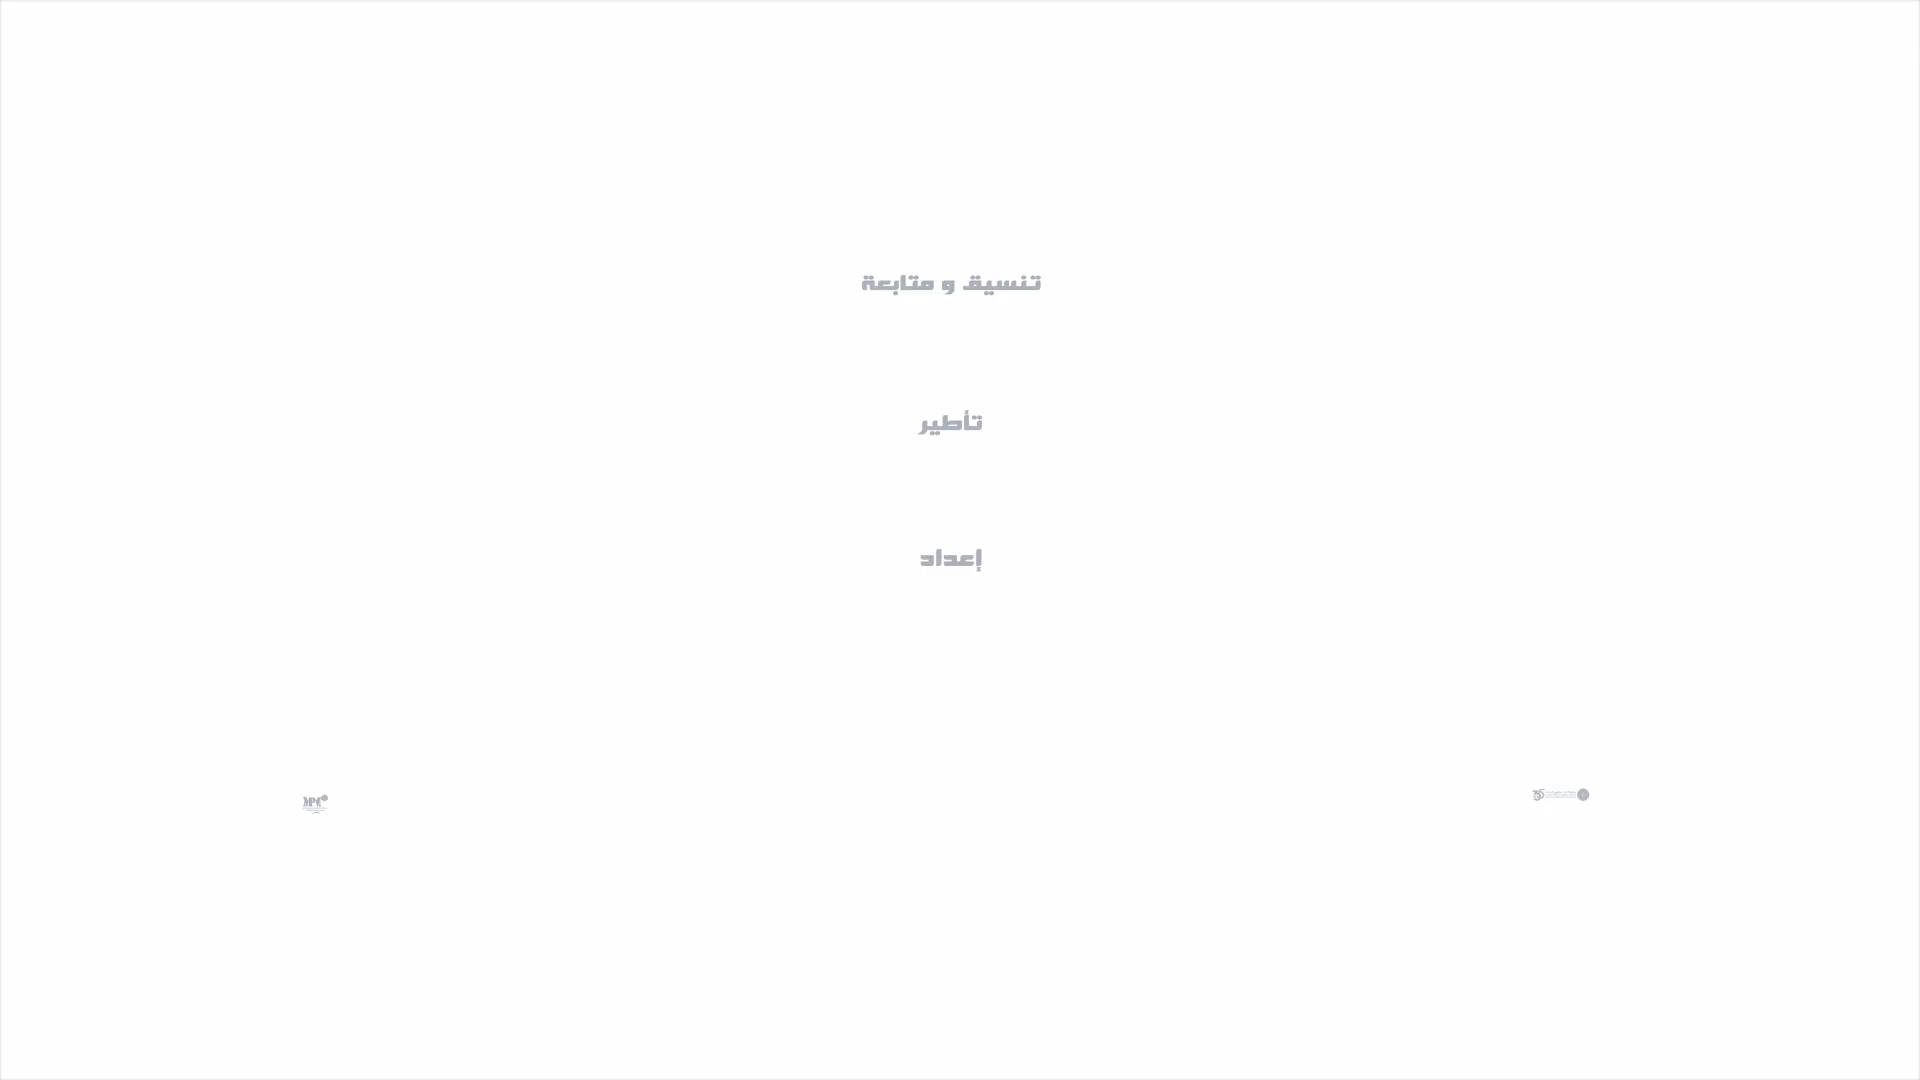 تنسيق و متابعة
تأطير
إعداد